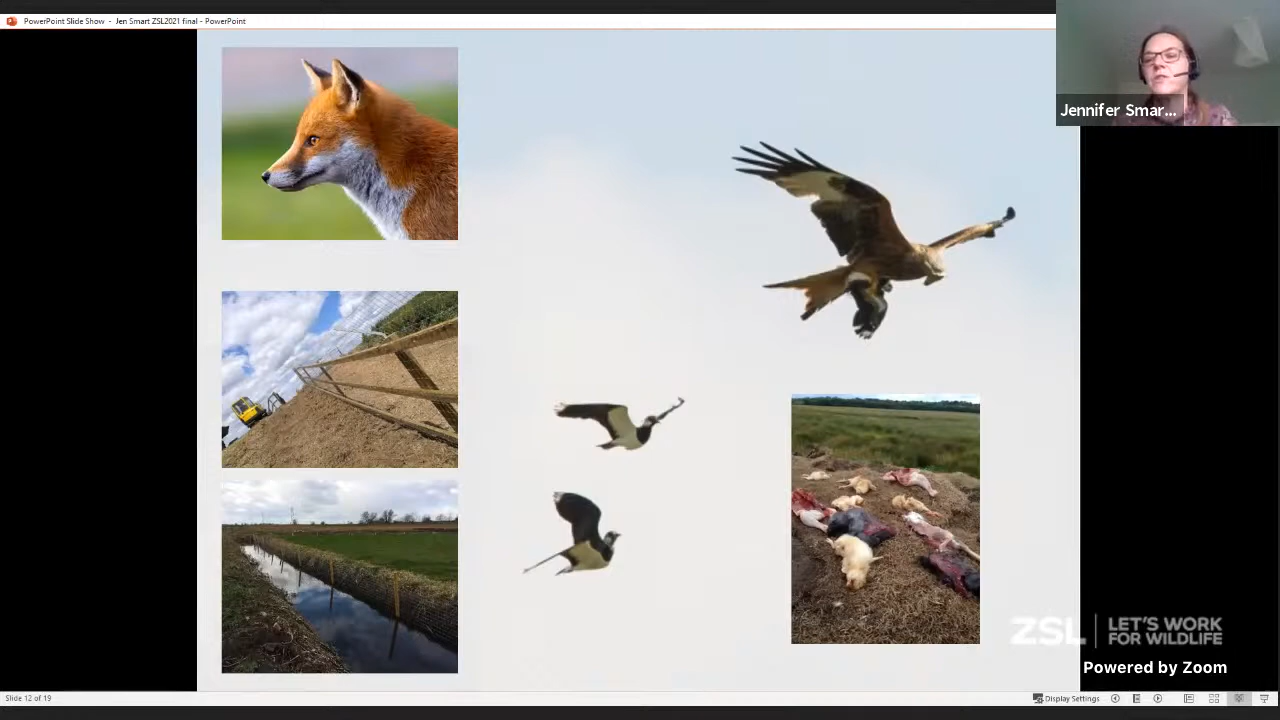 PowerPoint Slide Show - Jen Smart ZSL2021 final - PowerPoint
Jennifer Smar...
ZSL
LET'S WORK
FOR WILDLIFE
Powered by Zoom
Slide 12 of 19
Display Settings